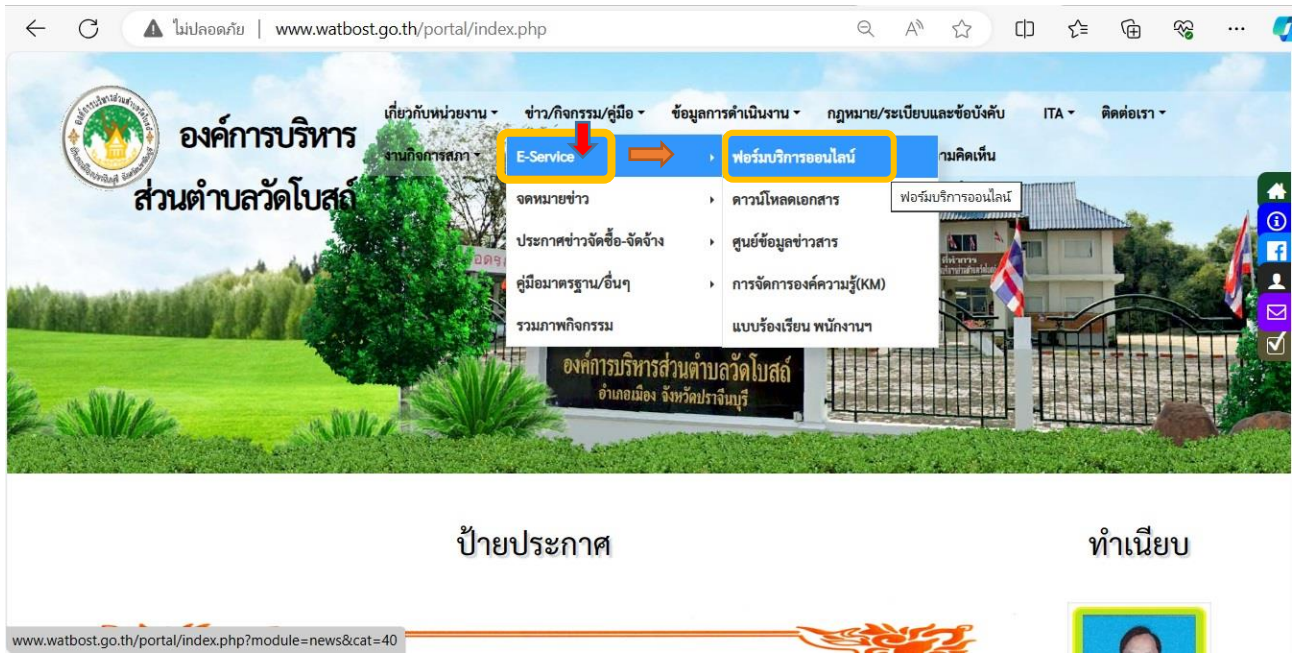 ไม่ปลอดภัย | www.watbost.go.th/portal/index.php
องค์การบริหาร
ส่วนตำบลวัดโบสถ์
เกี่ยวกับหน่วยงาน ข่าว/กิจกรรม/คู่มือ ข้อมูลการดำเนินงาน กฎหมาย/ระเบียบและข้อบังคับ ITA ติดต่อเรา
งานกิจการสภา
ามคิดเห็น
E-Service
จดหมายข่าว
ประกาศข่าวจัดซื้อ-จัดจ้าง
คู่มือมาตรฐาน/อื่นๆ
รวมภาพกิจกรรม
ฟอร์มบริการออนไลน์
ดาวน์โหลดเอกสาร
ศูนย์ข้อมูลข่าวสาร
การจัดการองค์ความรู้(KM)
แบบร้องเรียน พนักงานฯ
ฟอร์มบริการออนไลน์
ที่ทำการ
องค์การบริหารส่วนตำบลวัดโบสถ์
อำเภอเมือง จังหวัดปราจีนบุรี
ป้ายประกาศ
ทำเนียบ
www.watbost.go.th/portal/index.php?module=news&cat=40